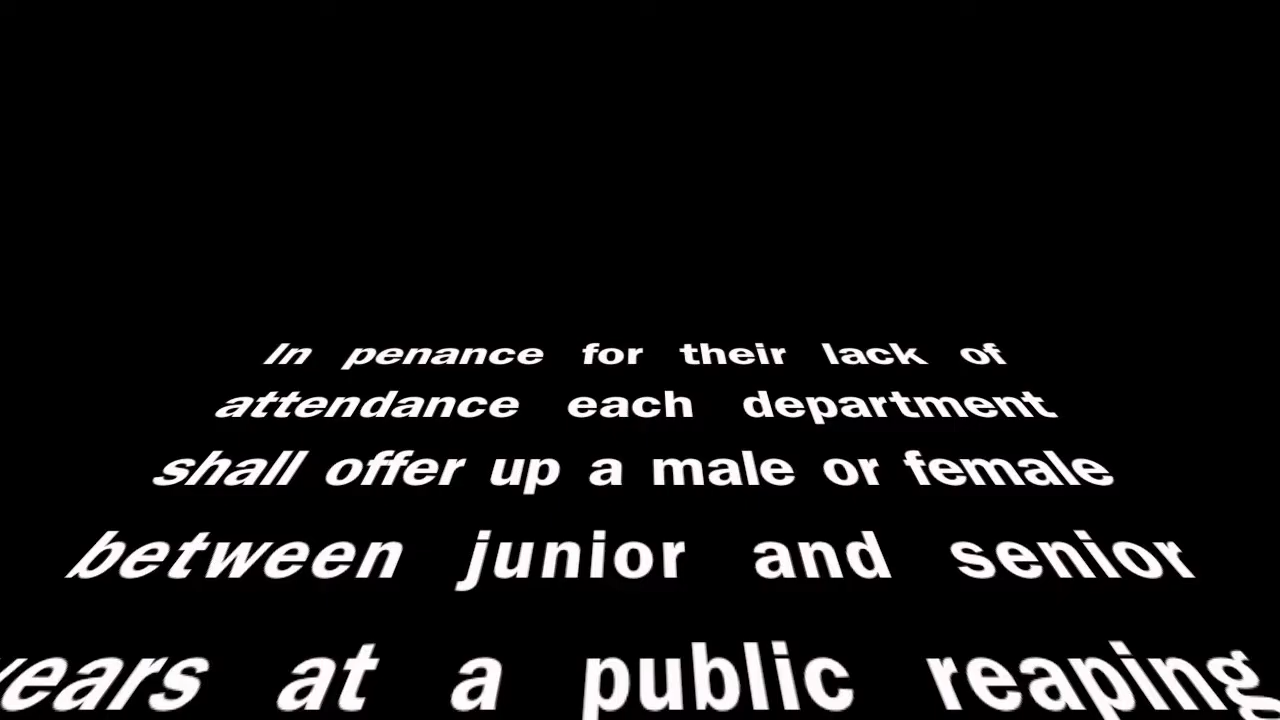 In penance for their lack of
attendance each department
shall offer up a male or female
between junior and senior
years at a public reaping